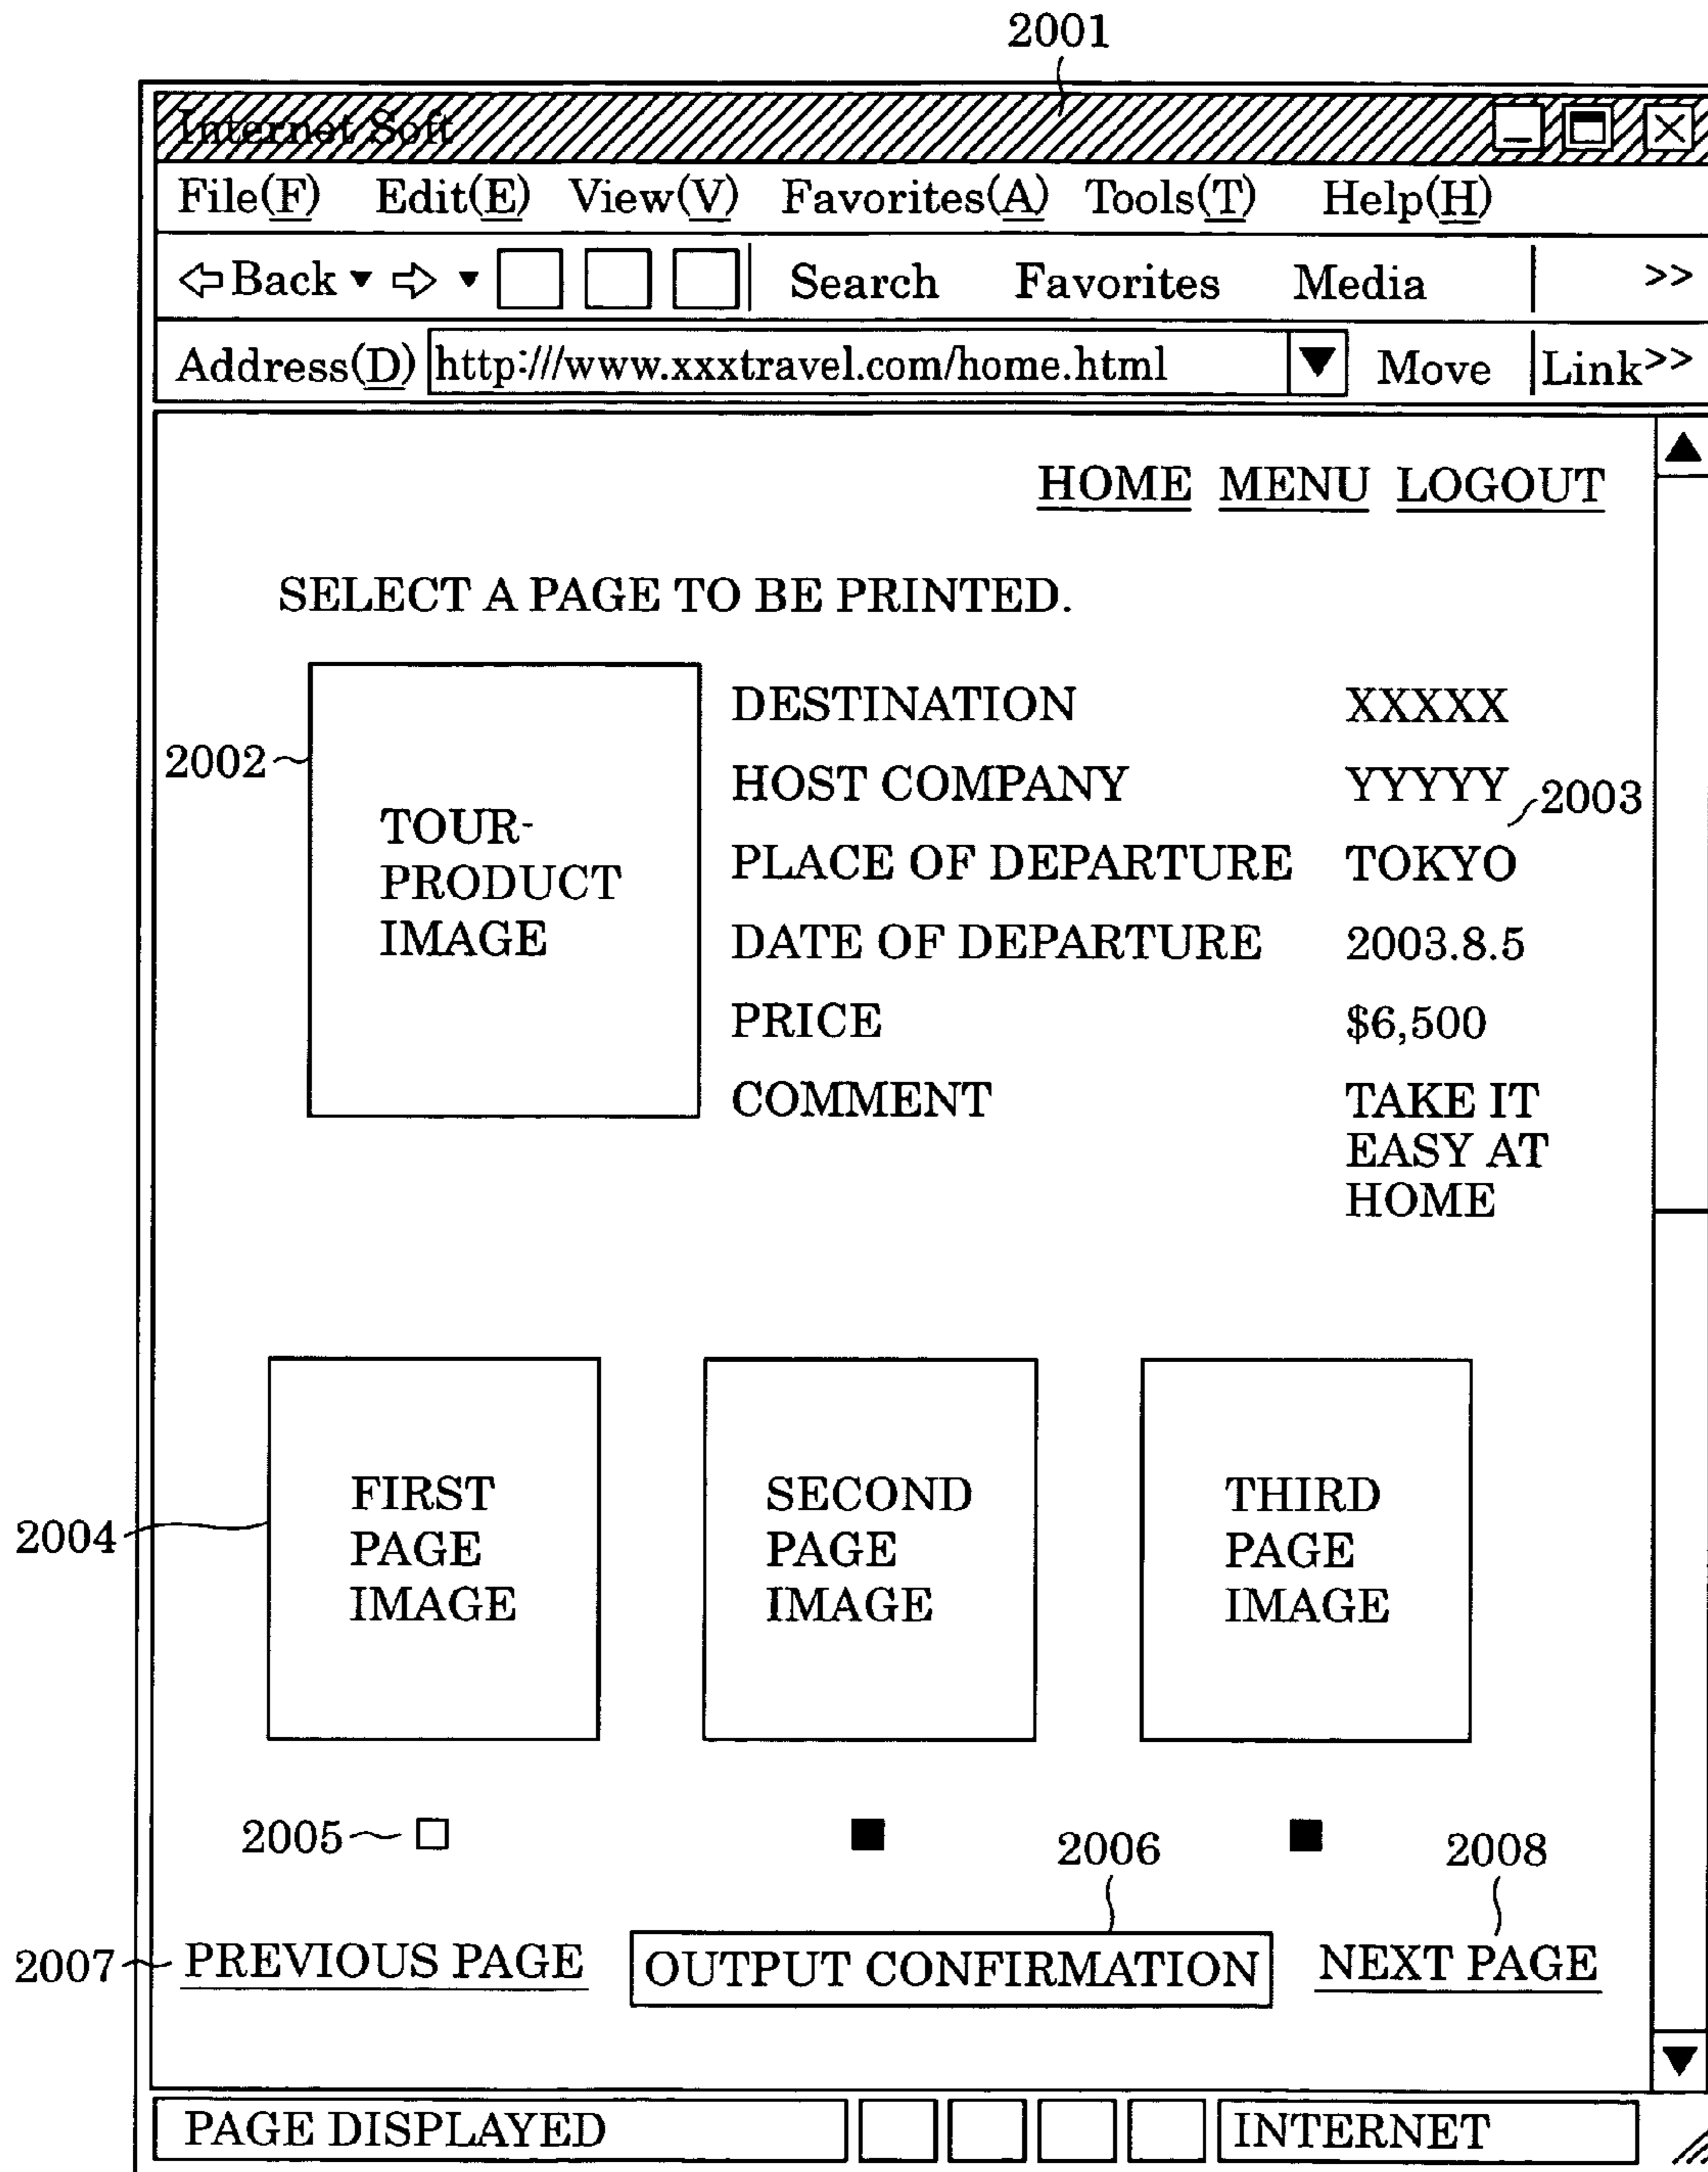 2001
Internet Soft
File(F) Edit(E) View(V) Favorites(A) Tools(T) Help(H)
Back Search Favorites Media >>
Address(D) http:///www.xxxtravel.com/home.html Move Link>>
HOME MENU LOGOUT
SELECT A PAGE TO BE PRINTED.
2002
TOUR-
PRODUCT
IMAGE
DESTINATION XXXXX
HOST COMPANY YYYYY
2003
PLACE OF DEPARTURE TOKYO
DATE OF DEPARTURE 2003.8.5
PRICE $6,500
COMMENT TAKE IT
EASY AT
HOME
2004
FIRST
PAGE
IMAGE
SECOND
PAGE
IMAGE
THIRD
PAGE
IMAGE
2005
2006
2008
2007
PREVIOUS PAGE OUTPUT CONFIRMATION NEXT PAGE
PAGE DISPLAYED INTERNET